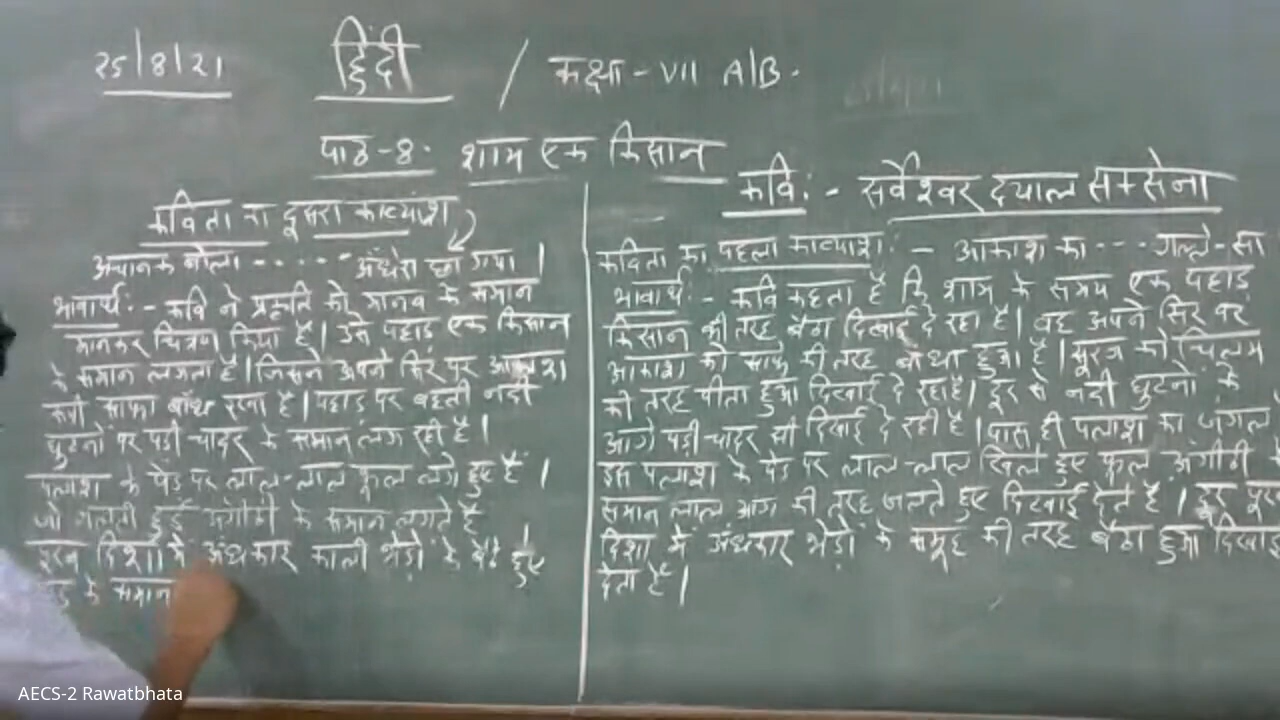 25/8/21 हिंदी / कक्षा - VII A/B.
पाठ-8. शाम एक किसान
कवि: - सर्वेश्वर दयाल सक्सेना
कविता का दूसरा काव्यांश
अचानक बोला - - - - - - अँधेरा छा गया।
भावार्थ: - कवि ने प्रकृति को मानव के समान
मानकर चित्रण किया है। उसे पहाड़ एक किसान
के समान लगता है। जिसने अपने सिर पर आकाश
रूपी साफा बाँध रखा है। पहाड़ पर बहती नदी
घुटनों पर पड़ी चादर के समान लग रही है।
पलाश के पेड़ पर लाल-लाल फूल लगे हुए है।
जो जलती हुई अंगीठी के समान लगते है
पूरब दिशा में अंधकार काली भेड़ों के बैठे हुए
के समान
कविता का पहला काव्यांश: - आकाश का - - - गल्ले-सा
भावार्थ: - कवि कहता है कि शाम के समय एक पहाड़
किसान की तरह बैठा दिखाई दे रहा है। वह अपने सिर पर
आकाश को साफे की तरह बांधा हुआ है। सूरज को चिलम
की तरह पीता हुआ दिखाई दे रहा है। दूर से नदी घुटनों के
आगे पड़ी चादर सी दिखाई दे रही है। पास ही पलाश का जंगल
इस पलाश के पेड़ पर लाल-लाल खिले हुए फूल अंगीठी के
समान लाल आग की तरह जलते हुए दिखाई देते है। दूर पूरब
दिशा में अंधकार भेड़ों के समूह की तरह बैठा हुआ दिखाई
देता है।
AECS-2 Rawatbhata